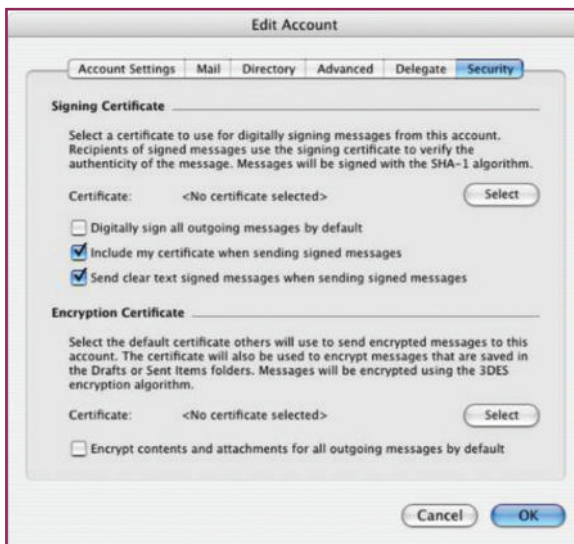 Edit Account
Account Settings Mail Directory Advanced Delegate Security
Signing Certificate
Select a certificate to use for digitally signing messages from this account.
Recipients of signed messages use the signing certificate to verify the
authenticity of the message. Messages will be signed with the SHA-1 algorithm.
Certificate: <No certificate selected> Select
Digitally sign all outgoing messages by default
Include my certificate when sending signed messages
Send clear text signed messages when sending signed messages
Encryption Certificate
Select the default certificate others will use to send encrypted messages to this
account. The certificate will also be used to encrypt messages that are saved in
the Drafts or Sent Items folders. Messages will be encrypted using the 3DES
encryption algorithm.
Certificate: <No certificate selected> Select
Encrypt contents and attachments for all outgoing messages by default
Cancel OK